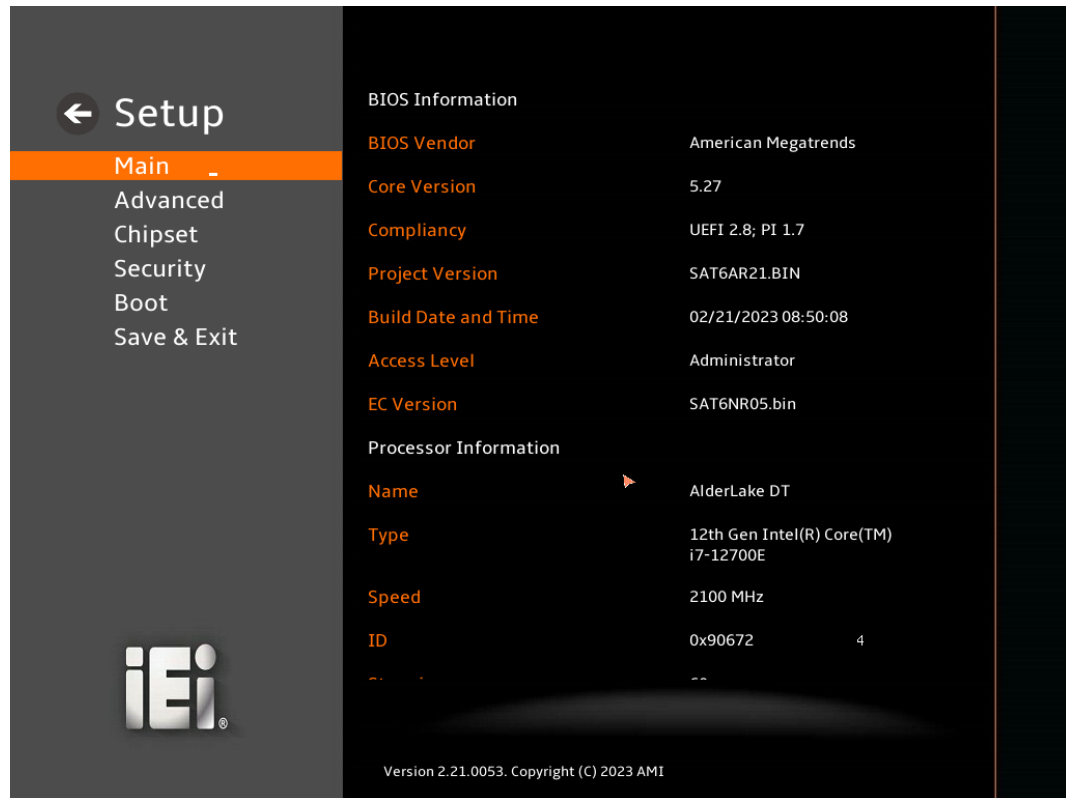 Setup
Main _
Advanced
Chipset
Security
Boot
Save & Exit
BIOS Information
BIOS Vendor American Megatrends
Core Version 5.27
Compliancy UEFI 2.8; PI 1.7
Project Version SAT6AR21.BIN
Build Date and Time 02/21/2023 08:50:08
Access Level Administrator
EC Version SAT6NR05.bin
Processor Information
Name AlderLake DT
Type 12th Gen Intel(R) Core(TM)
i7-12700E
Speed 2100 MHz
ID 0x90672 4
iEi®
Version 2.21.0053. Copyright (C) 2023 AMI